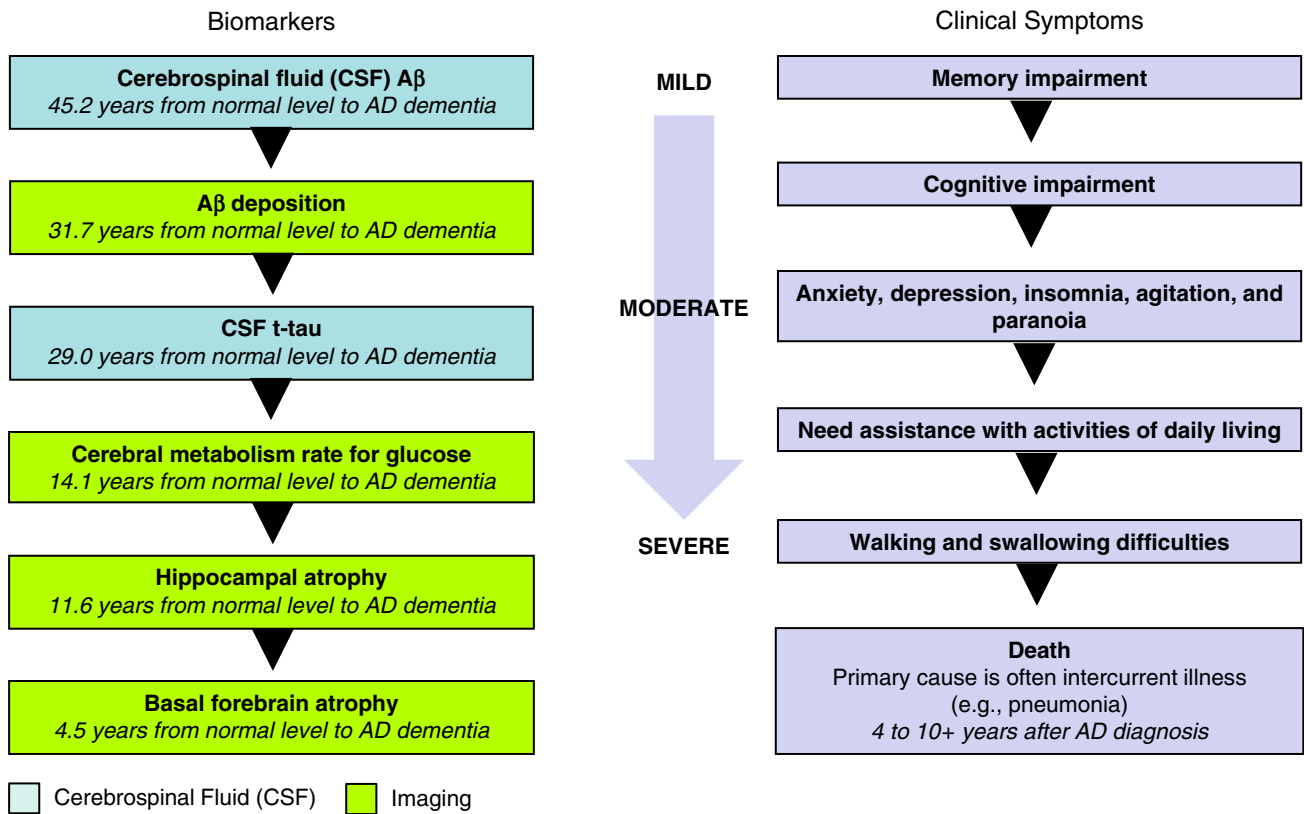 Biomarkers
Cerebrospinal fluid (CSF) Aβ
45.2 years from normal level to AD dementia
Aβ deposition
31.7 years from normal level to AD dementia
CSF t-tau
29.0 years from normal level to AD dementia
Cerebral metabolism rate for glucose
14.1 years from normal level to AD dementia
Hippocampal atrophy
11.6 years from normal level to AD dementia
Basal forebrain atrophy
4.5 years from normal level to AD dementia
Cerebrospinal Fluid (CSF)
Imaging
MILD
MODERATE
SEVERE
Clinical Symptoms
Memory impairment
Cognitive impairment
Anxiety, depression, insomnia, agitation, and
paranoia
Need assistance with activities of daily living
Walking and swallowing difficulties
Death
Primary cause is often intercurrent illness
(e.g., pneumonia)
4 to 10+ years after AD diagnosis